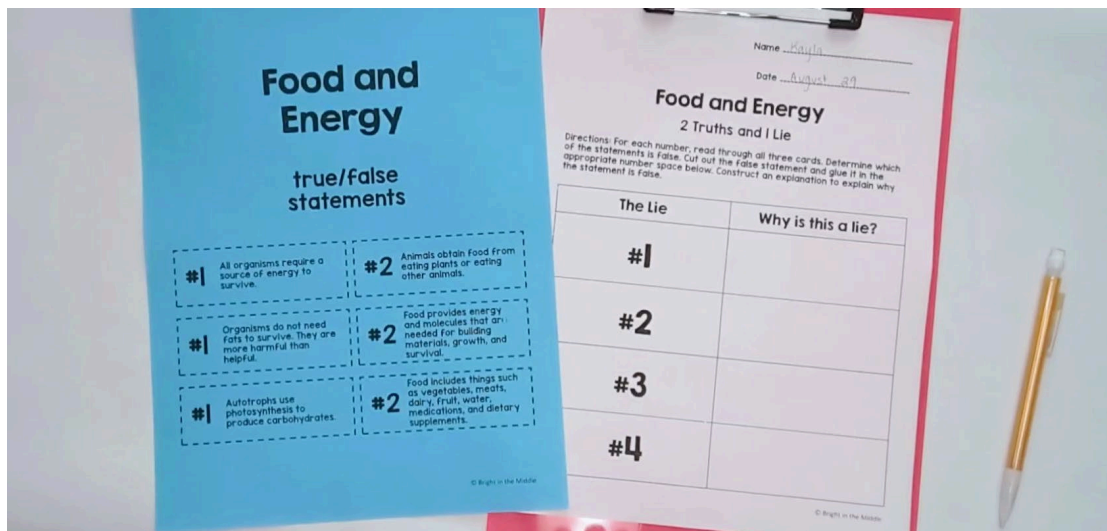 Food and
Energy
true/false
statements
#1
All organisms require a
source of energy to
survive.
#2
Animals obtain food from
eating plants or eating
other animals.
#1
Organisms do not need
fats to survive. They are
more harmful than
helpful.
#2
Food provides energy
and molecules that are
needed for building
materials, growth, and
survival.
#1
Autotrophs use
photosynthesis to
produce carbohydrates.
#2
Food includes things such
as vegetables, meats,
dairy, fruit, water,
medications, and dietary
supplements.
© Bright in the Middle
Name Kayla
Date August 29
Food and Energy
2 Truths and 1 Lie
Directions: For each number, read through all three cards. Determine which
of the statements is false. Cut out the false statement and glue it in the
appropriate number space below. Construct an explanation to explain why
the statement is false.
The Lie
Why is this a lie?
#1
#2
#3
#4
© Bright in the Middle